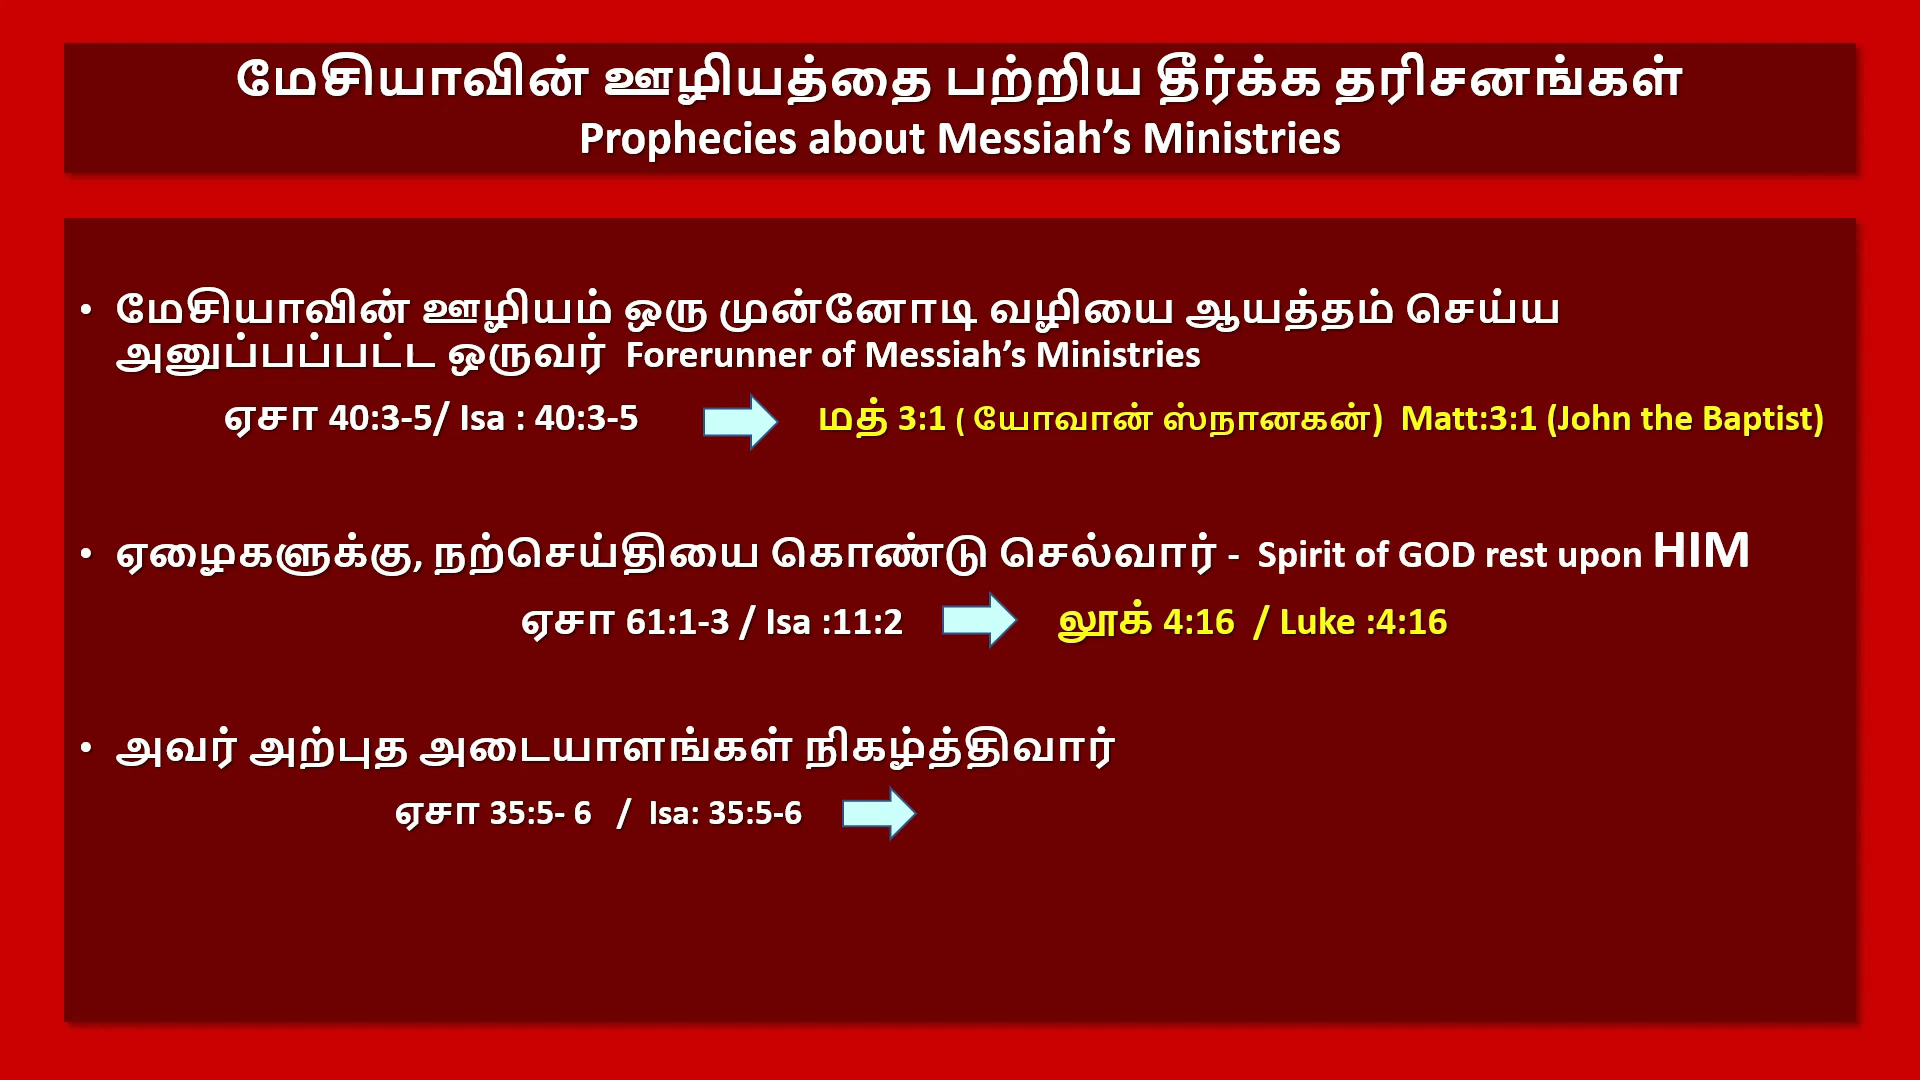 மேசியாவின் ஊழியத்தை பற்றிய தீர்க்க தரிசனங்கள்
Prophecies about Messiah’s Ministries
• மேசியாவின் ஊழியம் ஒரு முன்னோடி வழியை ஆயத்தம் செய்ய
அனுப்பப்பட்ட ஒருவர் Forerunner of Messiah’s Ministries
ஏசா 40:3-5/ Isa : 40:3-5 மத் 3:1 ( யோவான் ஸ்நானகன்) Matt:3:1 (John the Baptist)
• ஏழைகளுக்கு, நற்செய்தியை கொண்டு செல்வார் - Spirit of GOD rest upon HIM
ஏசா 61:1-3 / Isa :11:2 லூக் 4:16 / Luke :4:16
• அவர் அற்புத அடையாளங்கள் நிகழ்த்திவார்
ஏசா 35:5- 6 / Isa: 35:5-6